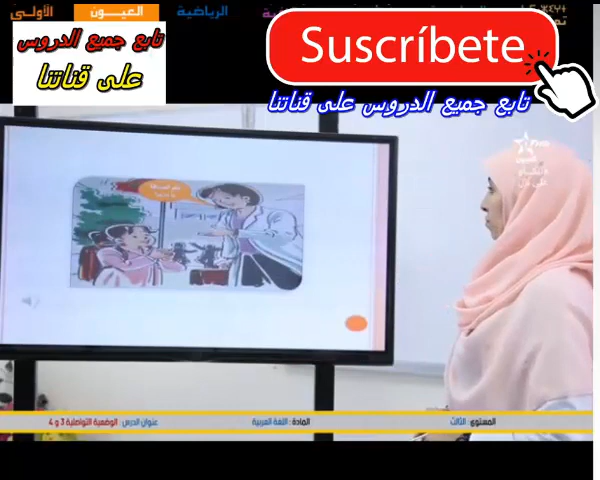 الأولى
العيــون
الرياضية
تابع جميع الدروس
على قناتنا
Suscríbete
تابع جميع الدروس على قناتنا
العيون
المستوى : الثالث
المادة : اللغة العربية
عنوان الدرس : الوضعية التواصلية 3 و 4